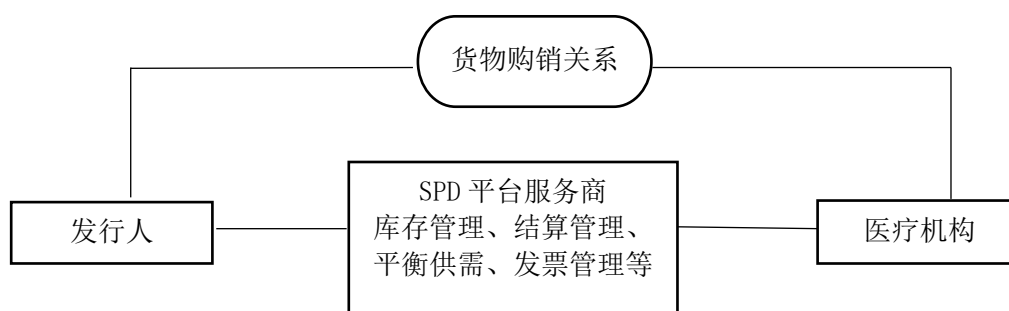 货物购销关系
发行人
SPD 平台服务商
库存管理、结算管理、
平衡供需、发票管理等
医疗机构